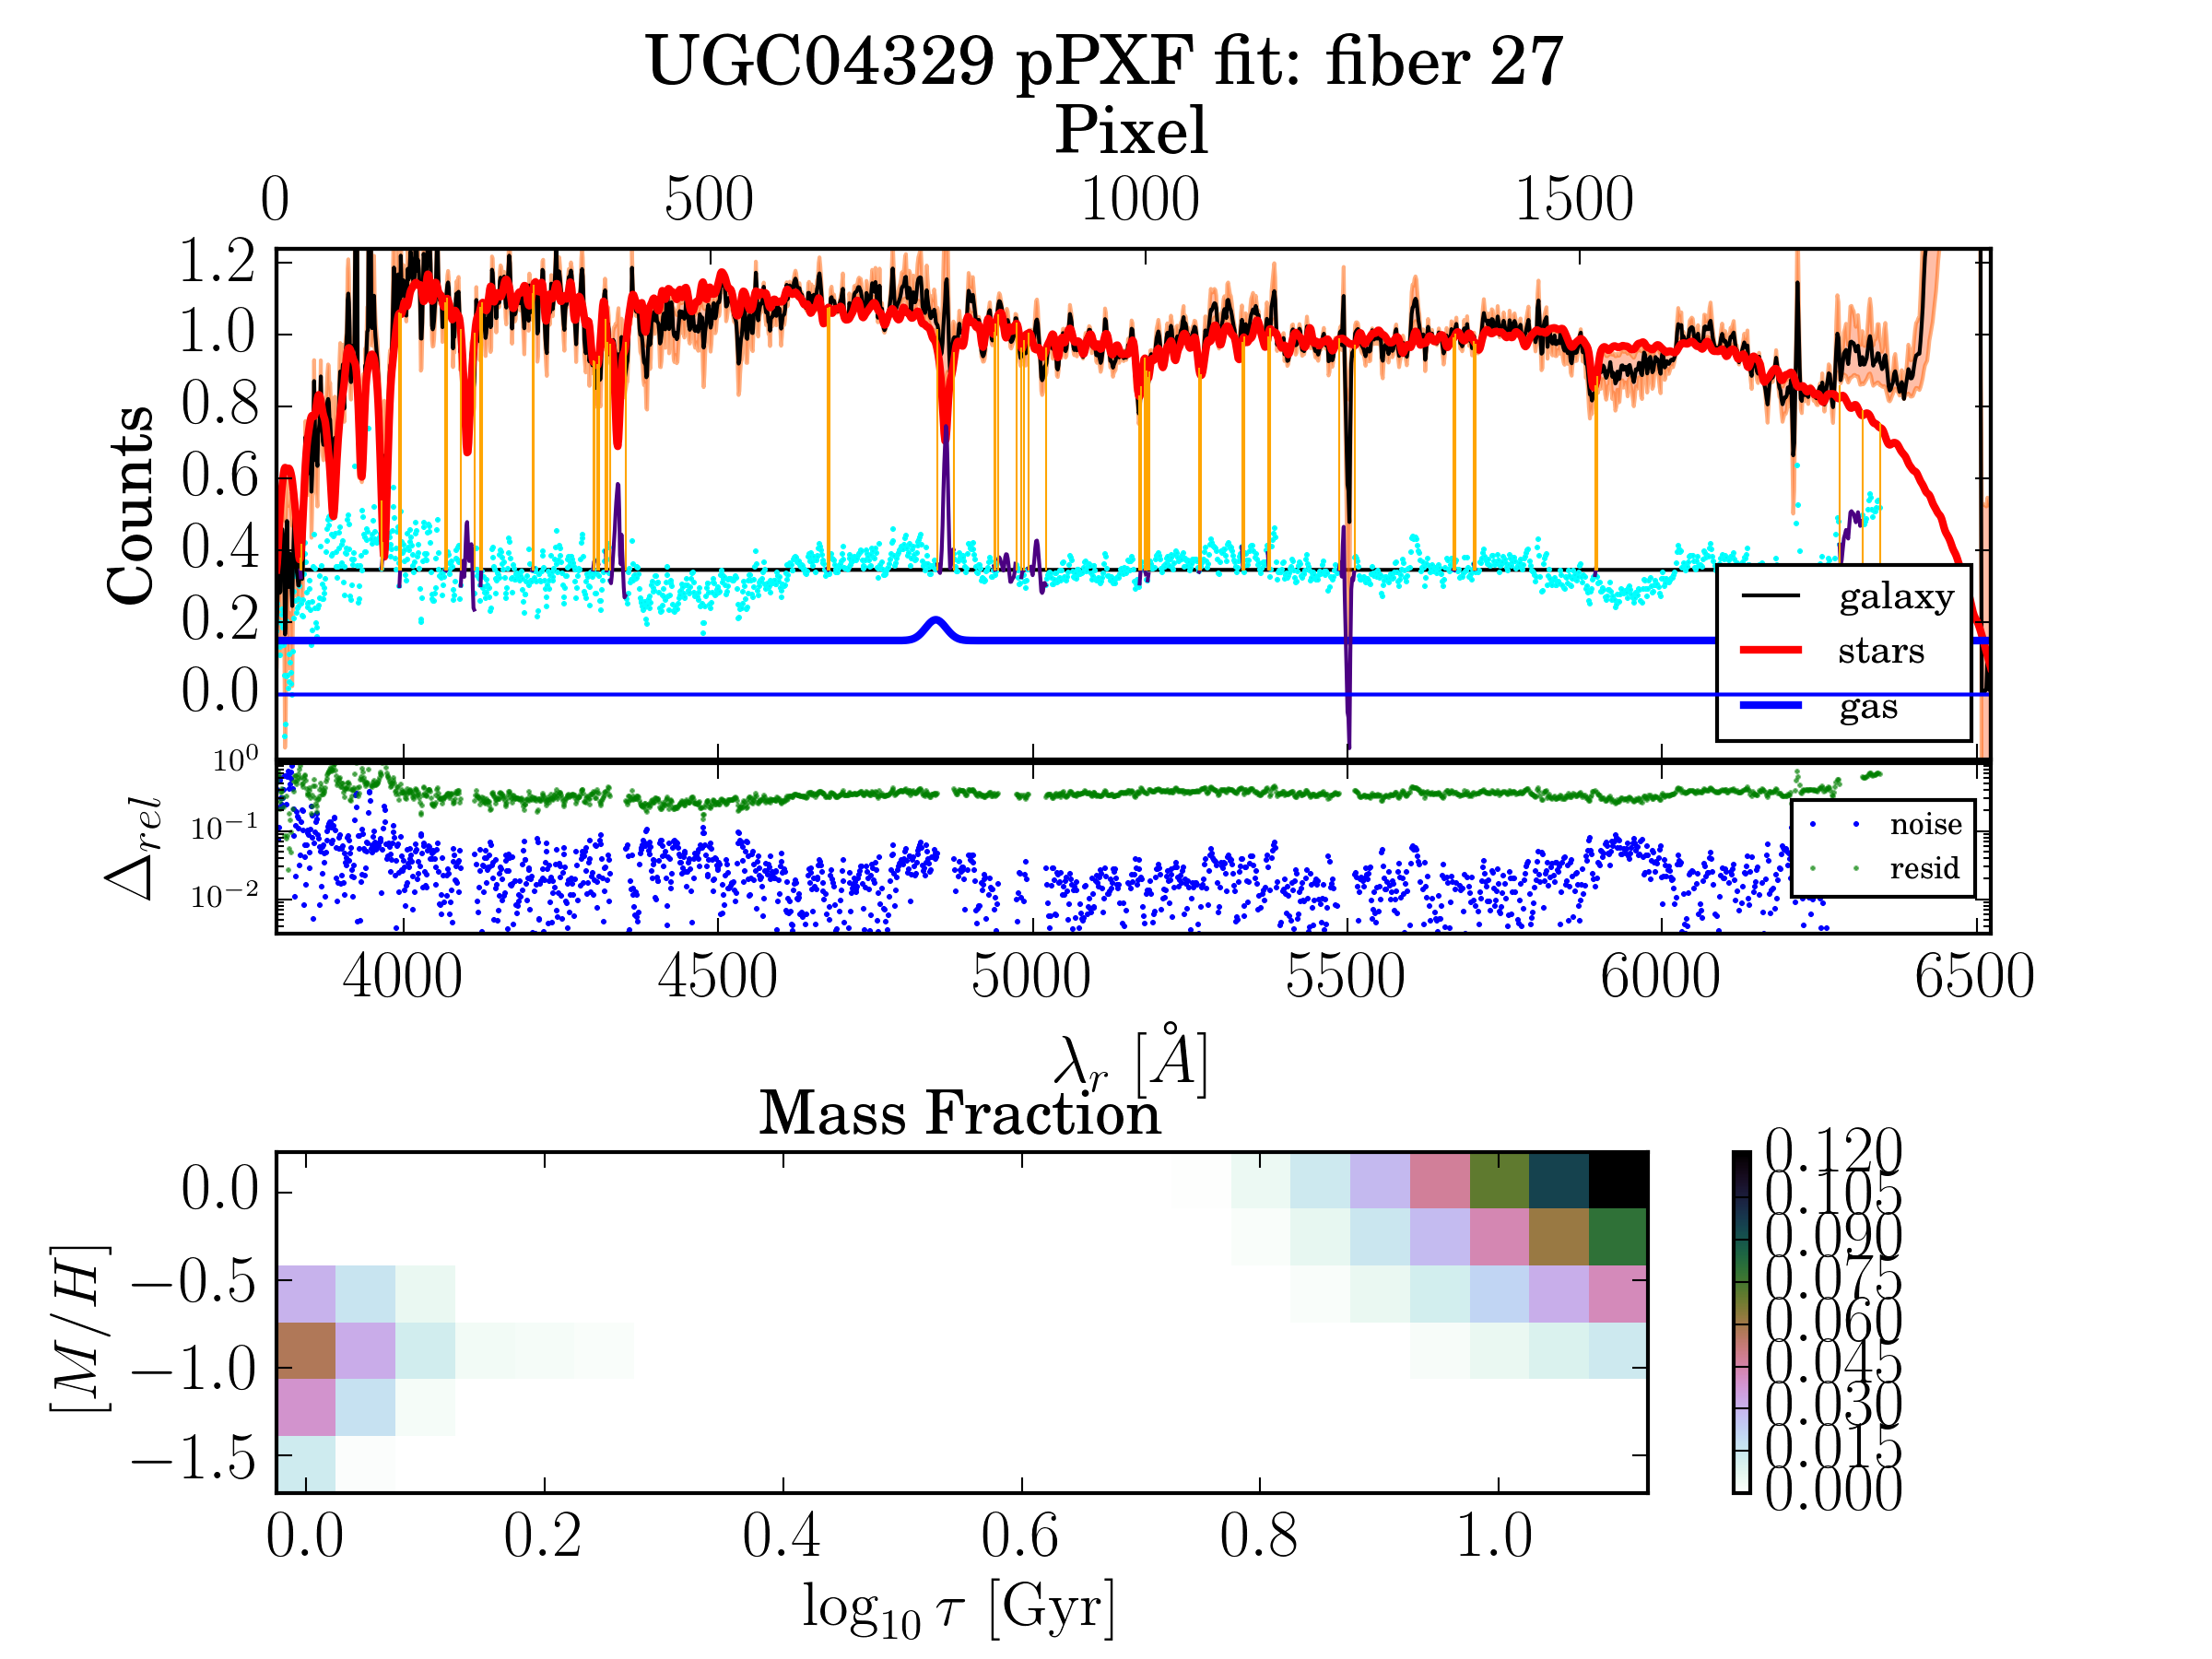 UGC04329 pPXF fit: fiber 27
Pixel
0 500 1000 1500
1.2
1.0
0.8
0.6
0.4
0.2
0.0
Counts
galaxy
stars
gas
10⁰
10⁻¹
10⁻²
Δrel
noise
resid
4000 4500 5000 5500 6000 6500
λr [Å]
Mass Fraction
0.0
−0.5
−1.0
−1.5
[M/H]
0.120
0.105
0.090
0.075
0.060
0.045
0.030
0.015
0.000
0.0 0.2 0.4 0.6 0.8 1.0
log₁₀ τ [Gyr]